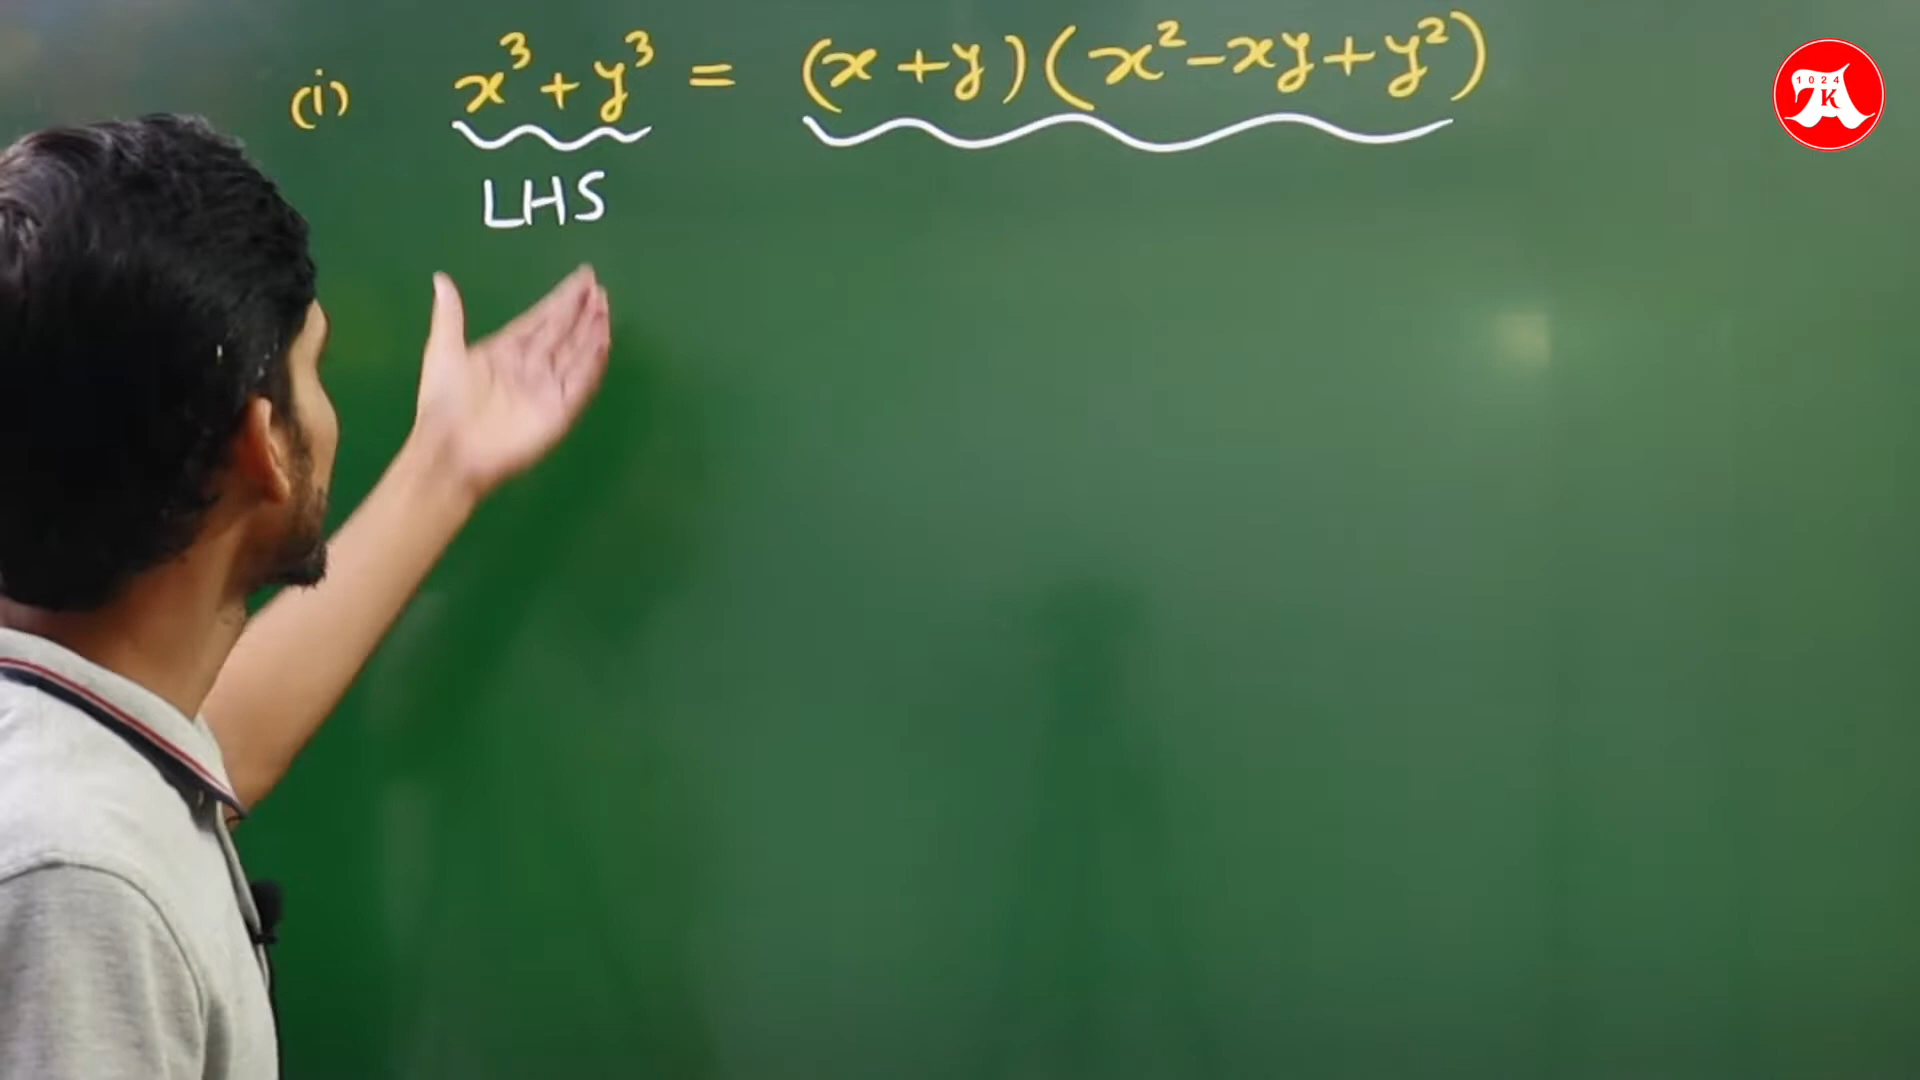 (i) x³ + y³ = (x + y) (x² - xy + y²)
LHS
1024
K